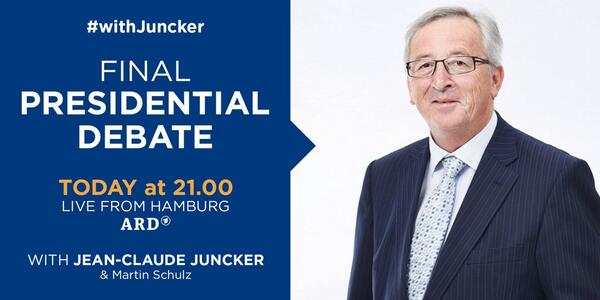 #withJuncker
FINAL
PRESIDENTIAL
DEBATE
TODAY at 21.00
LIVE FROM HAMBURG
ARD
WITH JEAN-CLAUDE JUNCKER
& Martin Schulz